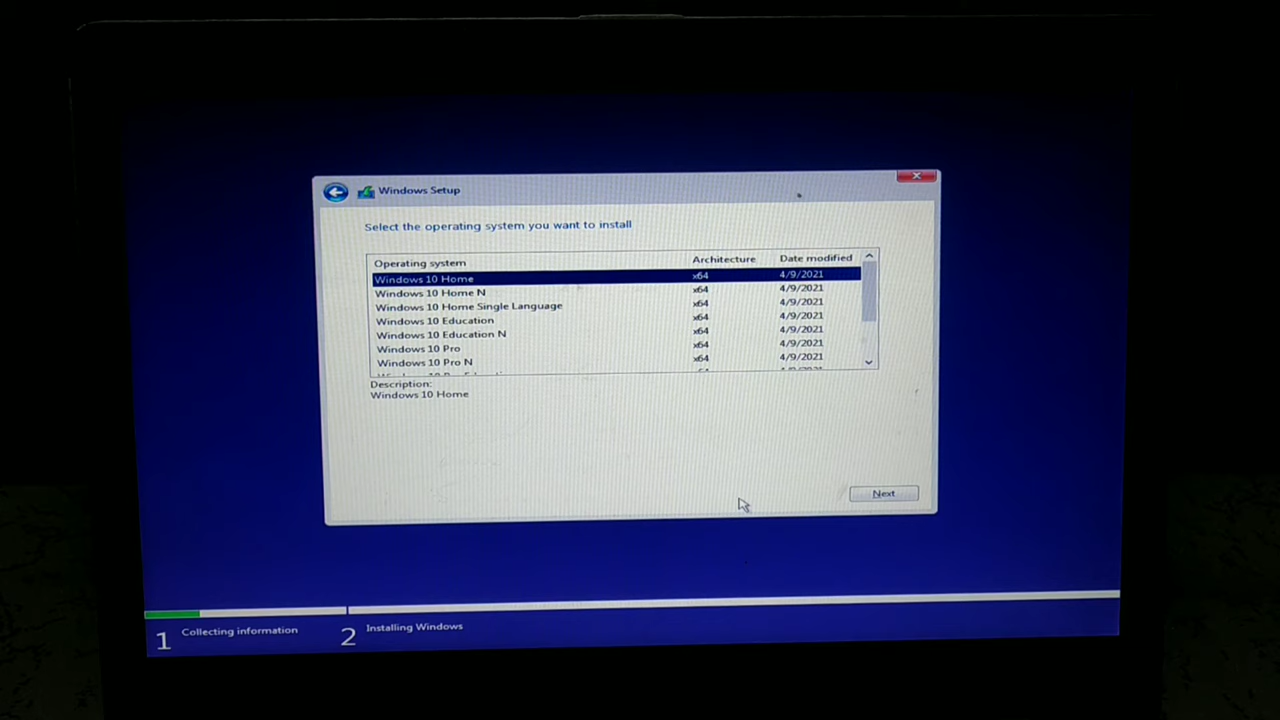 Windows Setup
Select the operating system you want to install
Operating system Architecture Date modified
Windows 10 Home x64 4/9/2021
Windows 10 Home N x64 4/9/2021
Windows 10 Home Single Language x64 4/9/2021
Windows 10 Education x64 4/9/2021
Windows 10 Education N x64 4/9/2021
Windows 10 Pro x64 4/9/2021
Windows 10 Pro N x64 4/9/2021
Description:
Windows 10 Home
Next
1 Collecting information 2 Installing Windows